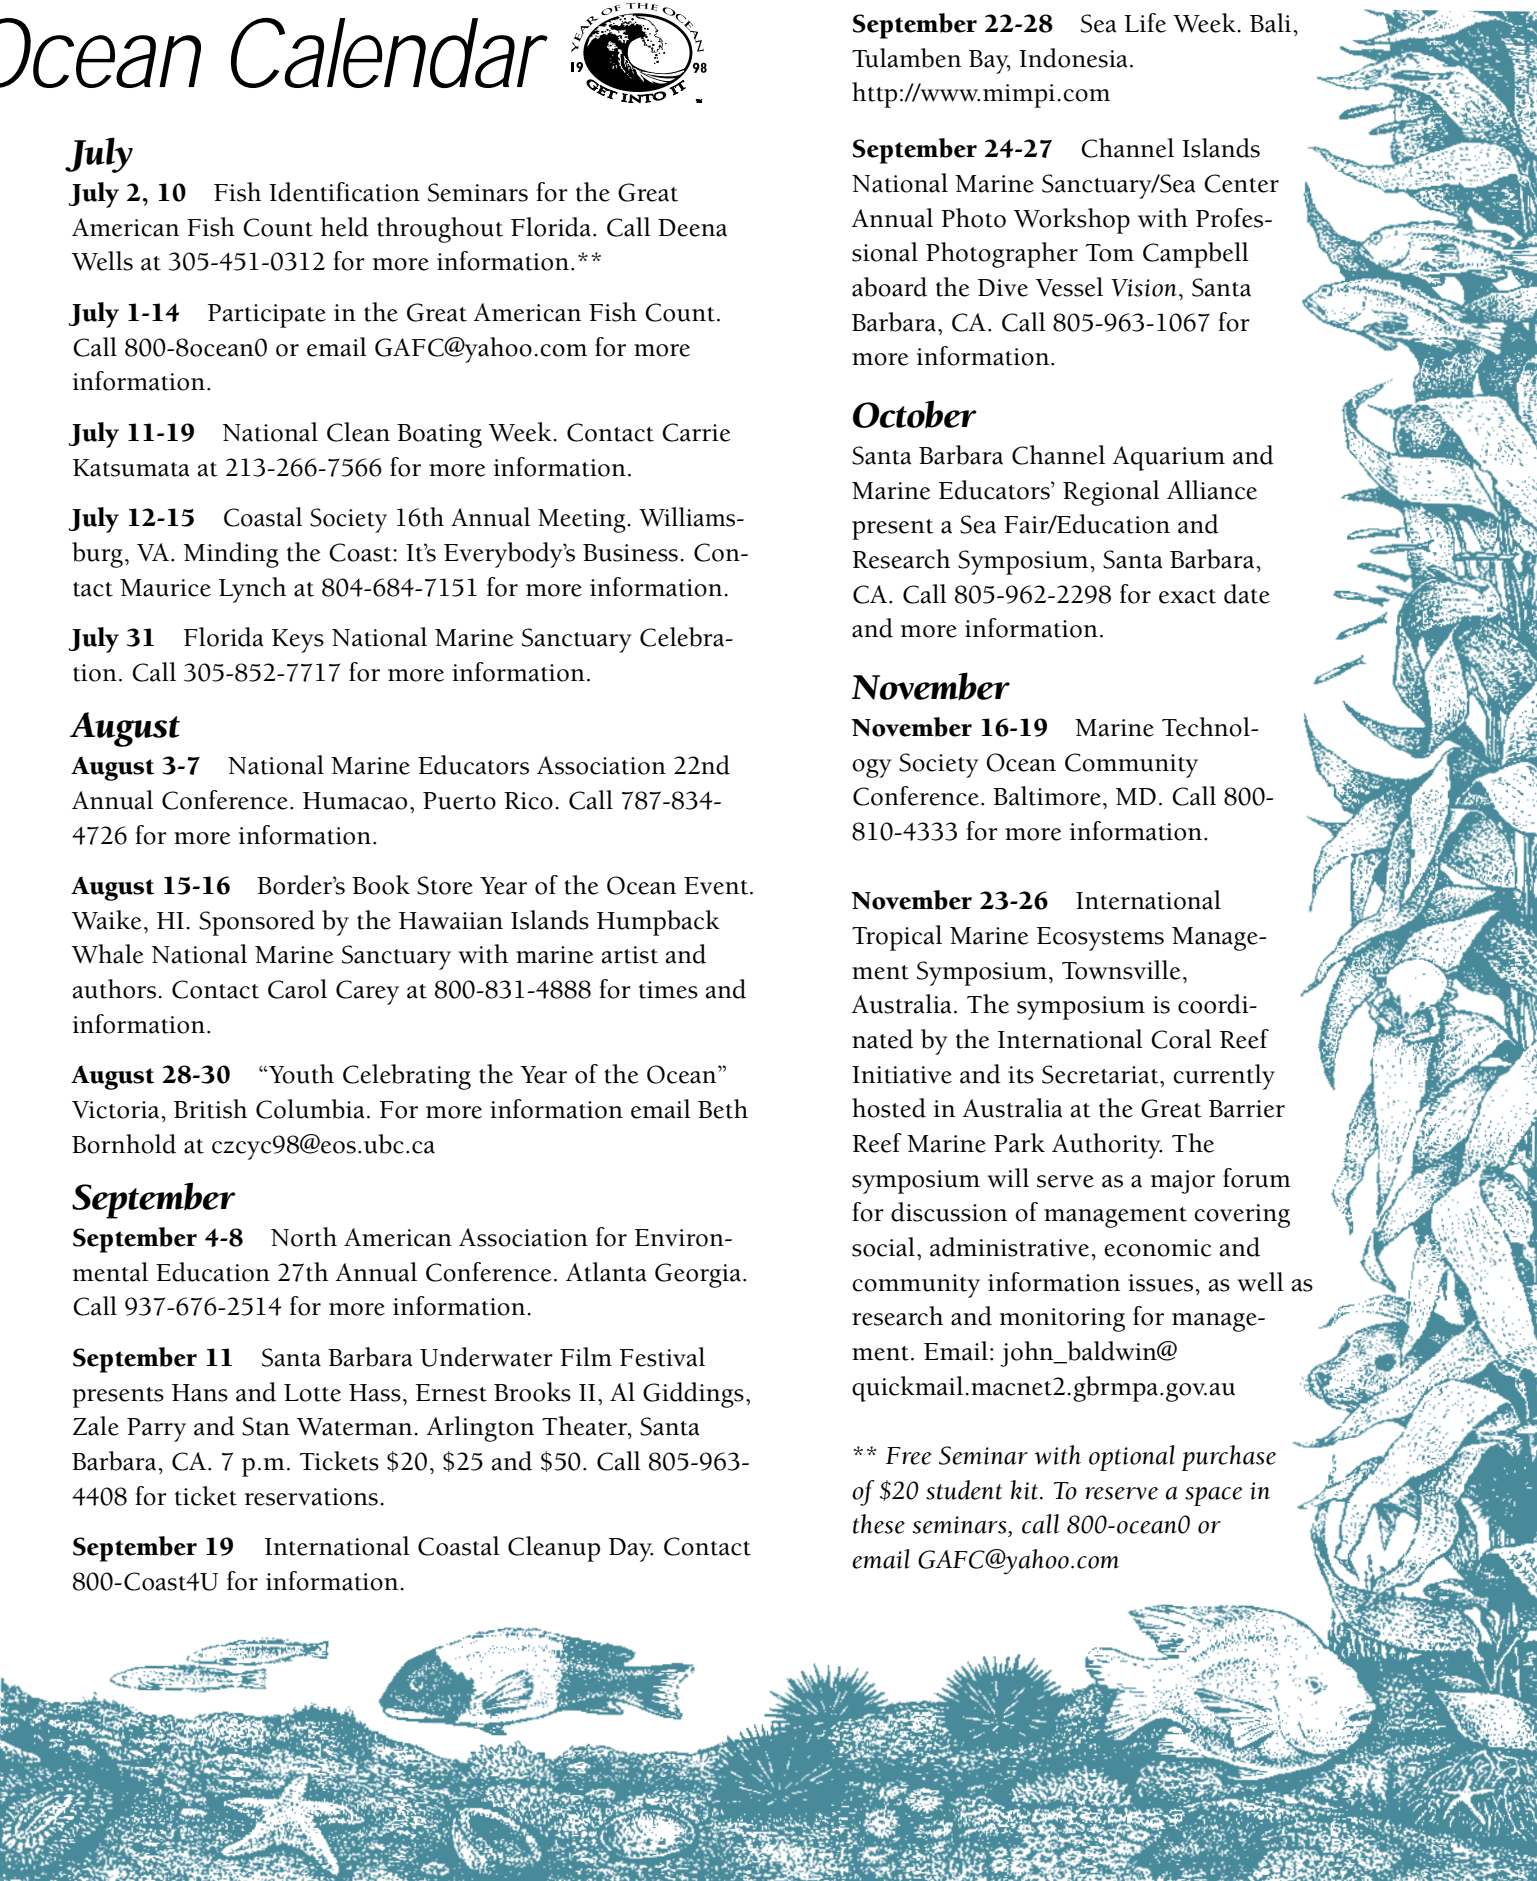 Ocean Calendar
YEAR OF THE OCEAN
19 98
GET INTO IT
July
July 2, 10 Fish Identification Seminars for the Great
American Fish Count held throughout Florida. Call Deena
Wells at 305-451-0312 for more information.**
July 1-14 Participate in the Great American Fish Count.
Call 800-8ocean0 or email GAFC@yahoo.com for more
information.
July 11-19 National Clean Boating Week. Contact Carrie
Katsumata at 213-266-7566 for more information.
July 12-15 Coastal Society 16th Annual Meeting. Williams-
burg, VA. Minding the Coast: It’s Everybody’s Business. Con-
tact Maurice Lynch at 804-684-7151 for more information.
July 31 Florida Keys National Marine Sanctuary Celebra-
tion. Call 305-852-7717 for more information.
August
August 3-7 National Marine Educators Association 22nd
Annual Conference. Humacao, Puerto Rico. Call 787-834-
4726 for more information.
August 15-16 Border’s Book Store Year of the Ocean Event.
Waike, HI. Sponsored by the Hawaiian Islands Humpback
Whale National Marine Sanctuary with marine artist and
authors. Contact Carol Carey at 800-831-4888 for times and
information.
August 28-30 “Youth Celebrating the Year of the Ocean”
Victoria, British Columbia. For more information email Beth
Bornhold at czcyc98@eos.ubc.ca
September
September 4-8 North American Association for Environ-
mental Education 27th Annual Conference. Atlanta Georgia.
Call 937-676-2514 for more information.
September 11 Santa Barbara Underwater Film Festival
presents Hans and Lotte Hass, Ernest Brooks II, Al Giddings,
Zale Parry and Stan Waterman. Arlington Theater, Santa
Barbara, CA. 7 p.m. Tickets $20, $25 and $50. Call 805-963-
4408 for ticket reservations.
September 19 International Coastal Cleanup Day. Contact
800-Coast4U for information.
September 22-28 Sea Life Week. Bali,
Tulamben Bay, Indonesia.
http://www.mimpi.com
September 24-27 Channel Islands
National Marine Sanctuary/Sea Center
Annual Photo Workshop with Profes-
sional Photographer Tom Campbell
aboard the Dive Vessel Vision, Santa
Barbara, CA. Call 805-963-1067 for
more information.
October
Santa Barbara Channel Aquarium and
Marine Educators’ Regional Alliance
present a Sea Fair/Education and
Research Symposium, Santa Barbara,
CA. Call 805-962-2298 for exact date
and more information.
November
November 16-19 Marine Technol-
ogy Society Ocean Community
Conference. Baltimore, MD. Call 800-
810-4333 for more information.
November 23-26 International
Tropical Marine Ecosystems Manage-
ment Symposium, Townsville,
Australia. The symposium is coordi-
nated by the International Coral Reef
Initiative and its Secretariat, currently
hosted in Australia at the Great Barrier
Reef Marine Park Authority. The
symposium will serve as a major forum
for discussion of management covering
social, administrative, economic and
community information issues, as well as
research and monitoring for manage-
ment. Email: john_baldwin@
quickmail.macnet2.gbrmpa.gov.au
** Free Seminar with optional purchase
of $20 student kit. To reserve a space in
these seminars, call 800-ocean0 or
email GAFC@yahoo.com